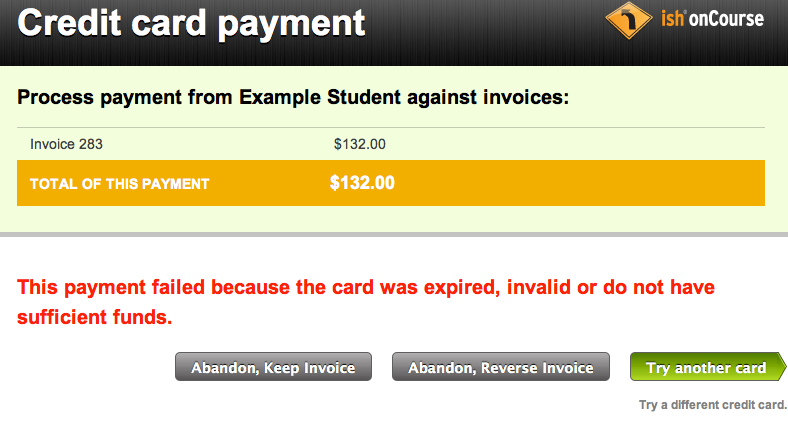 Credit card payment
ish onCourse
Process payment from Example Student against invoices:
Invoice 283 $132.00
TOTAL OF THIS PAYMENT $132.00
This payment failed because the card was expired, invalid or do not have
sufficient funds.
Abandon, Keep Invoice Abandon, Reverse Invoice Try another card
Try a different credit card.